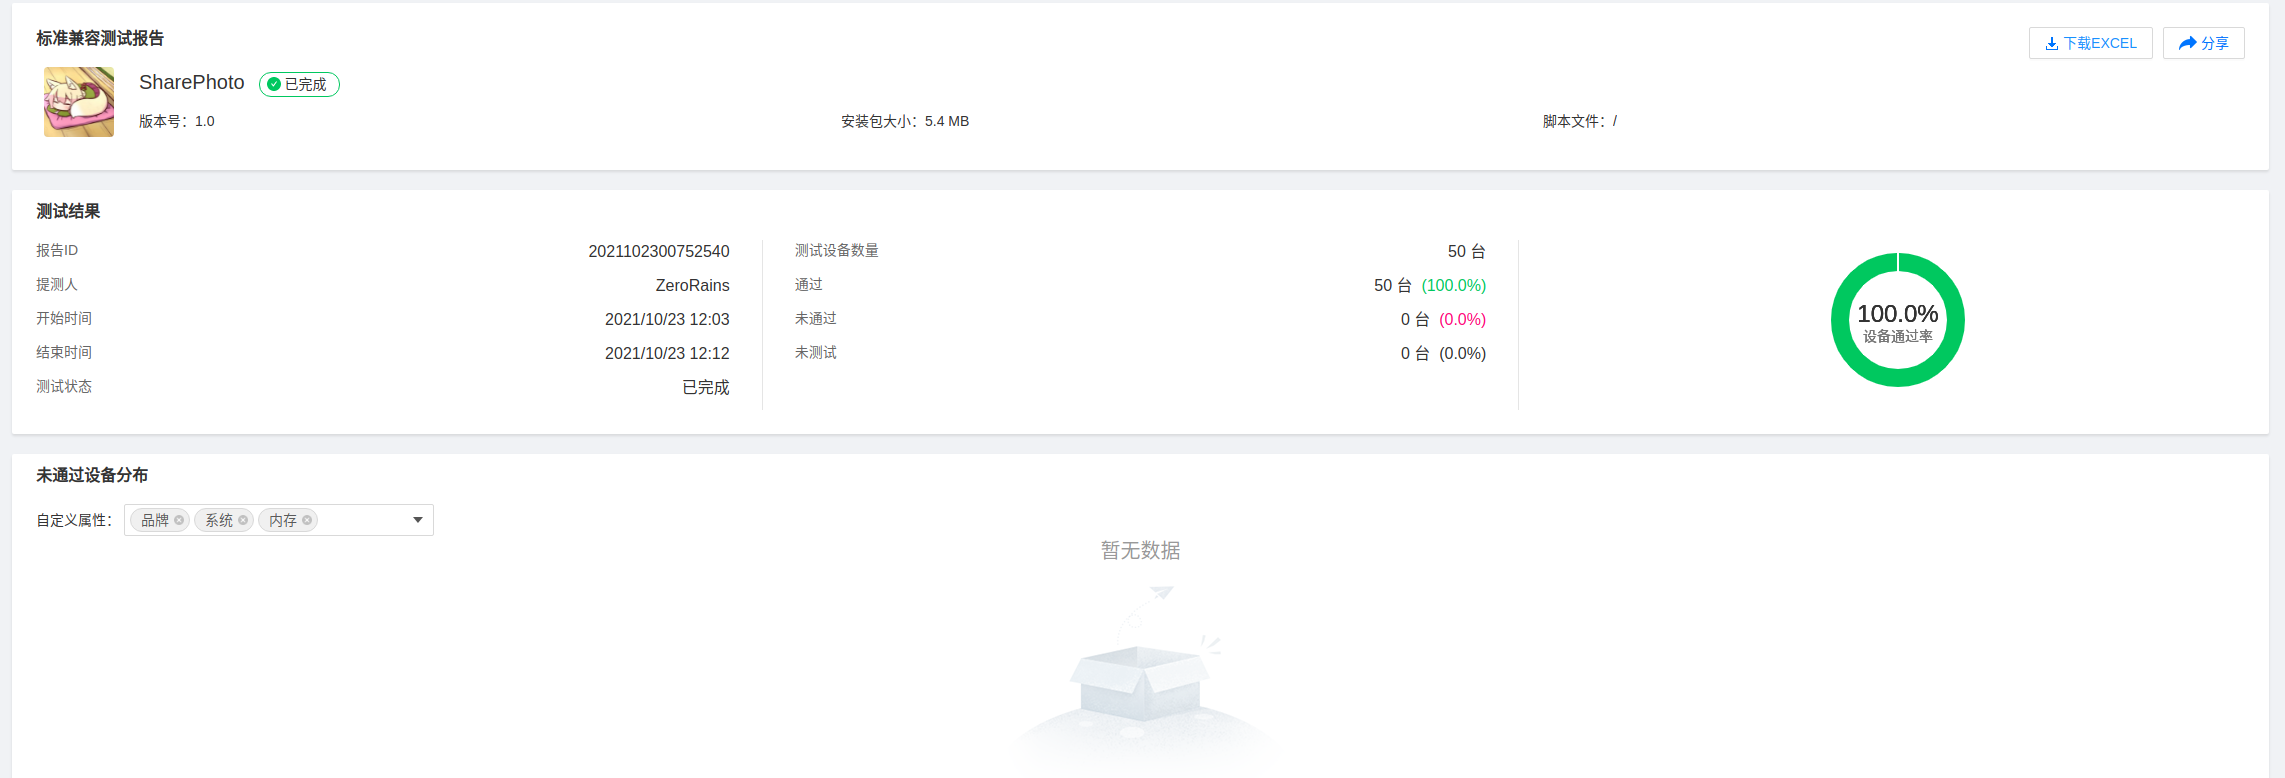 标准兼容测试报告
下载EXCEL
分享
SharePhoto
已完成
版本号：1.0
安装包大小：5.4 MB
脚本文件：/
测试结果
报告ID 2021102300752540
提测人 ZeroRains
开始时间 2021/10/23 12:03
结束时间 2021/10/23 12:12
测试状态 已完成
测试设备数量 50 台
通过 50 台 (100.0%)
未通过 0 台 (0.0%)
未测试 0 台 (0.0%)
100.0%
设备通过率
未通过设备分布
自定义属性： 品牌 系统 内存
暂无数据